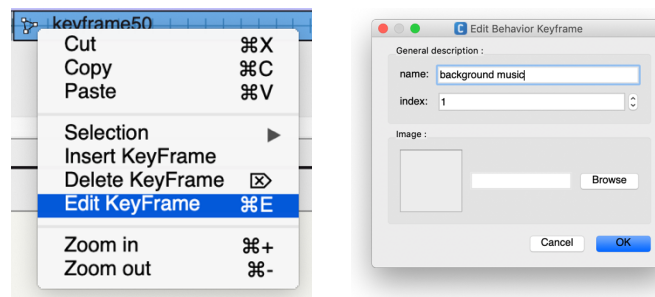 keyframe50
Cut ⌘X
Copy ⌘C
Paste ⌘V
Selection ▶
Insert KeyFrame
Delete KeyFrame ⌦
Edit KeyFrame ⌘E
Zoom in ⌘+
Zoom out ⌘-
C Edit Behavior Keyframe
General description :
name: background music
index: 1
Image :
Browse
Cancel OK